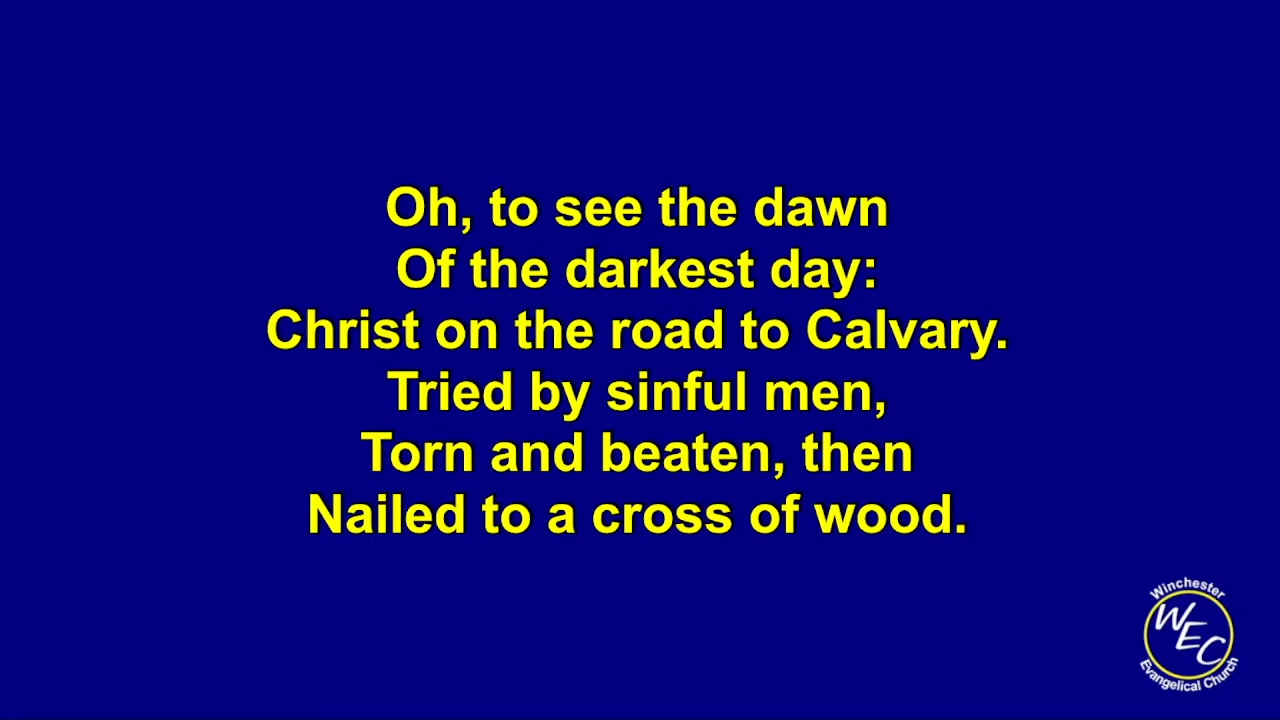 Oh, to see the dawn
Of the darkest day:
Christ on the road to Calvary.
Tried by sinful men,
Torn and beaten, then
Nailed to a cross of wood.
Winchester
WEC
Evangelical Church